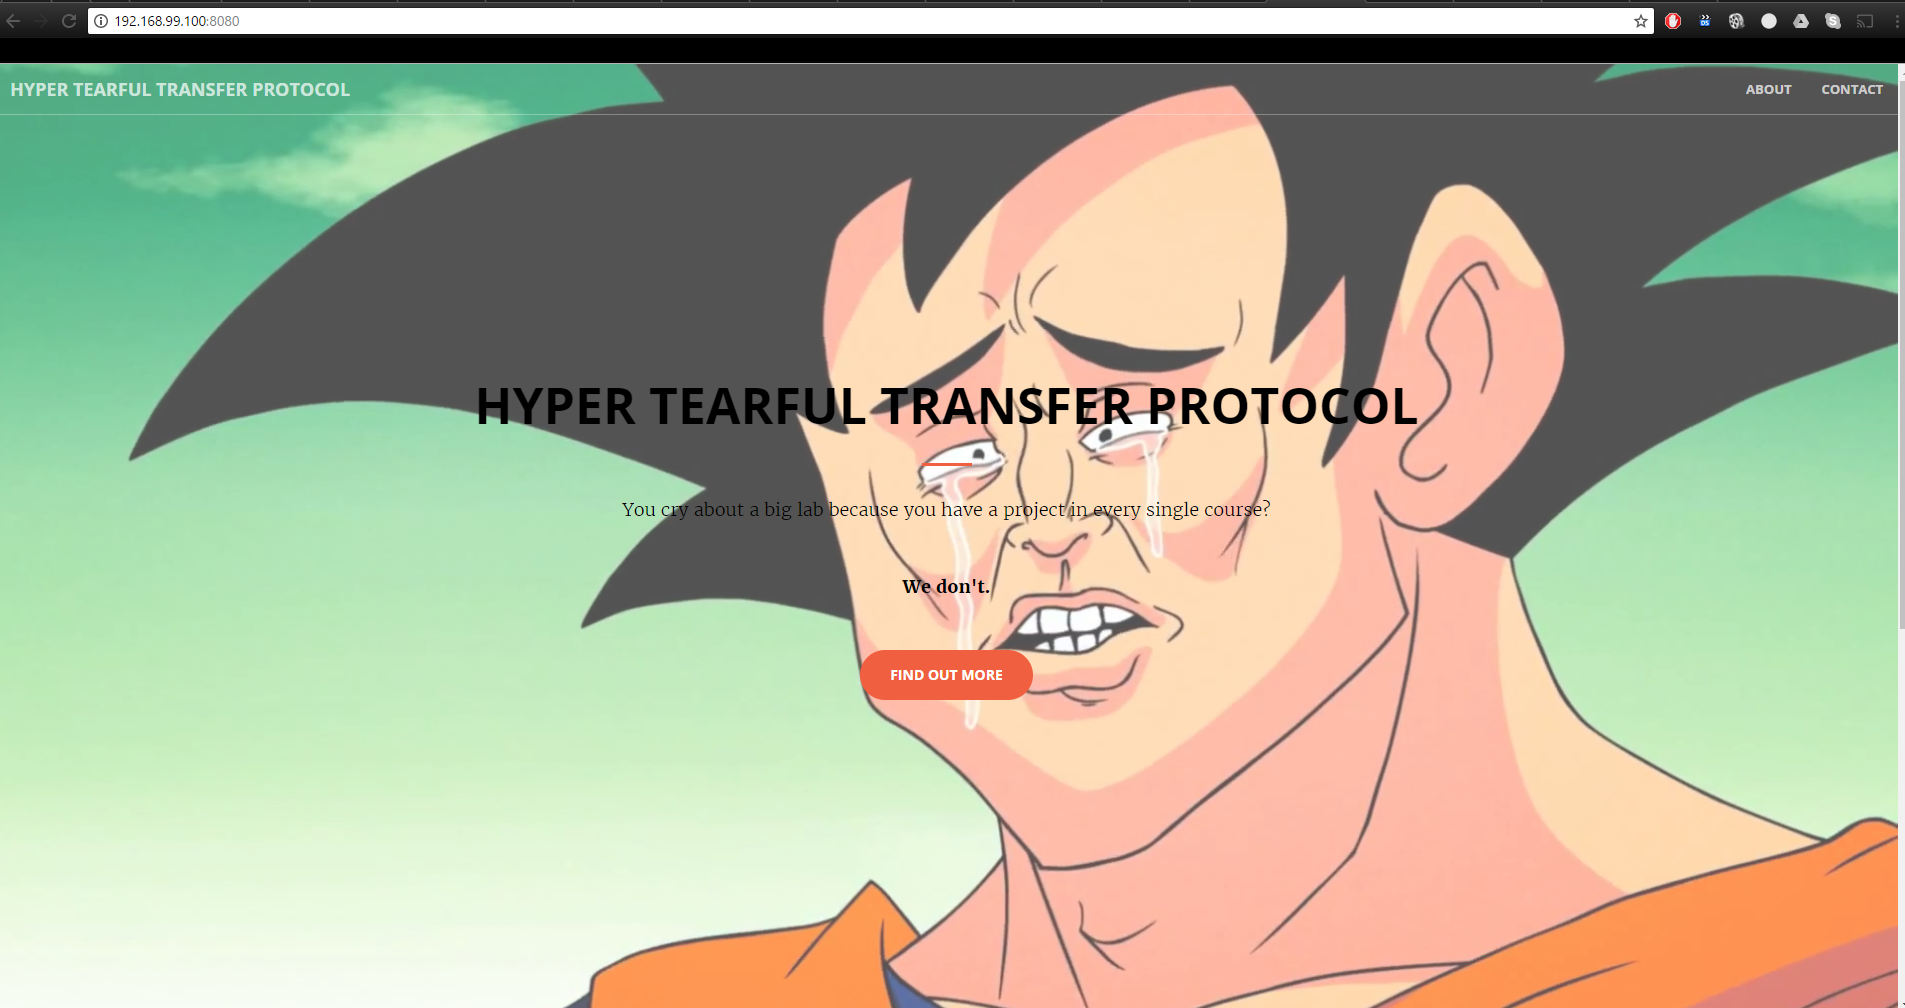 192.168.99.100:8080
HYPER TEARFUL TRANSFER PROTOCOL
ABOUT
CONTACT
HYPER TEARFUL TRANSFER PROTOCOL
You cry about a big lab because you have a project in every single course?
We don't.
FIND OUT MORE